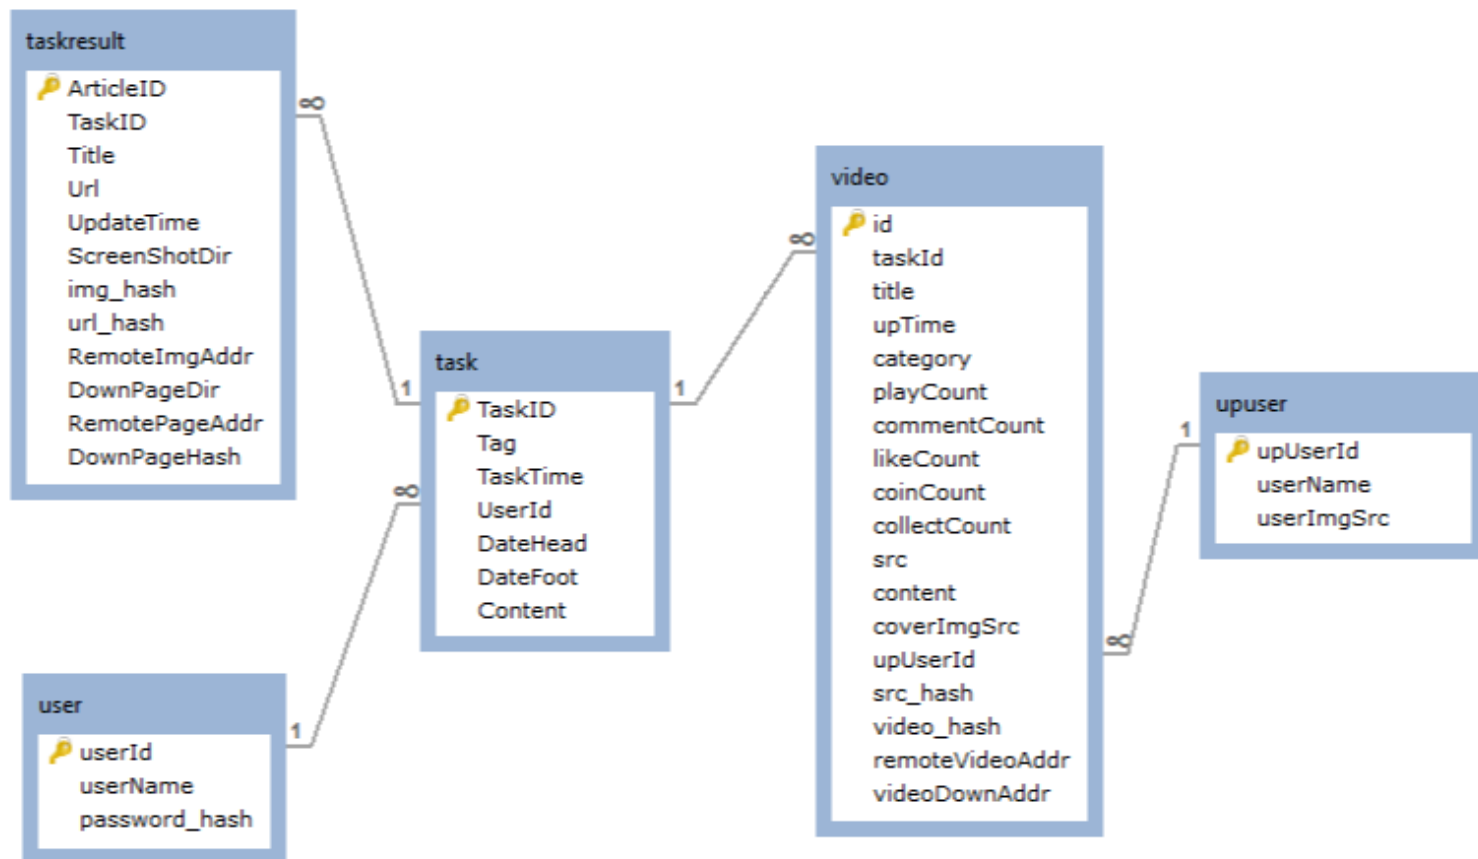 taskresult
ArticleID
TaskID
Title
Url
UpdateTime
ScreenShotDir
img_hash
url_hash
RemoteImgAddr
DownPageDir
RemotePageAddr
DownPageHash
∞
1
task
TaskID
Tag
TaskTime
UserId
DateHead
DateFoot
Content
∞
1
user
userId
userName
password_hash
1
∞
video
id
taskId
title
upTime
category
playCount
commentCount
likeCount
coinCount
collectCount
src
content
coverImgSrc
upUserId
src_hash
video_hash
remoteVideoAddr
videoDownAddr
∞
1
upuser
upUserId
userName
userImgSrc